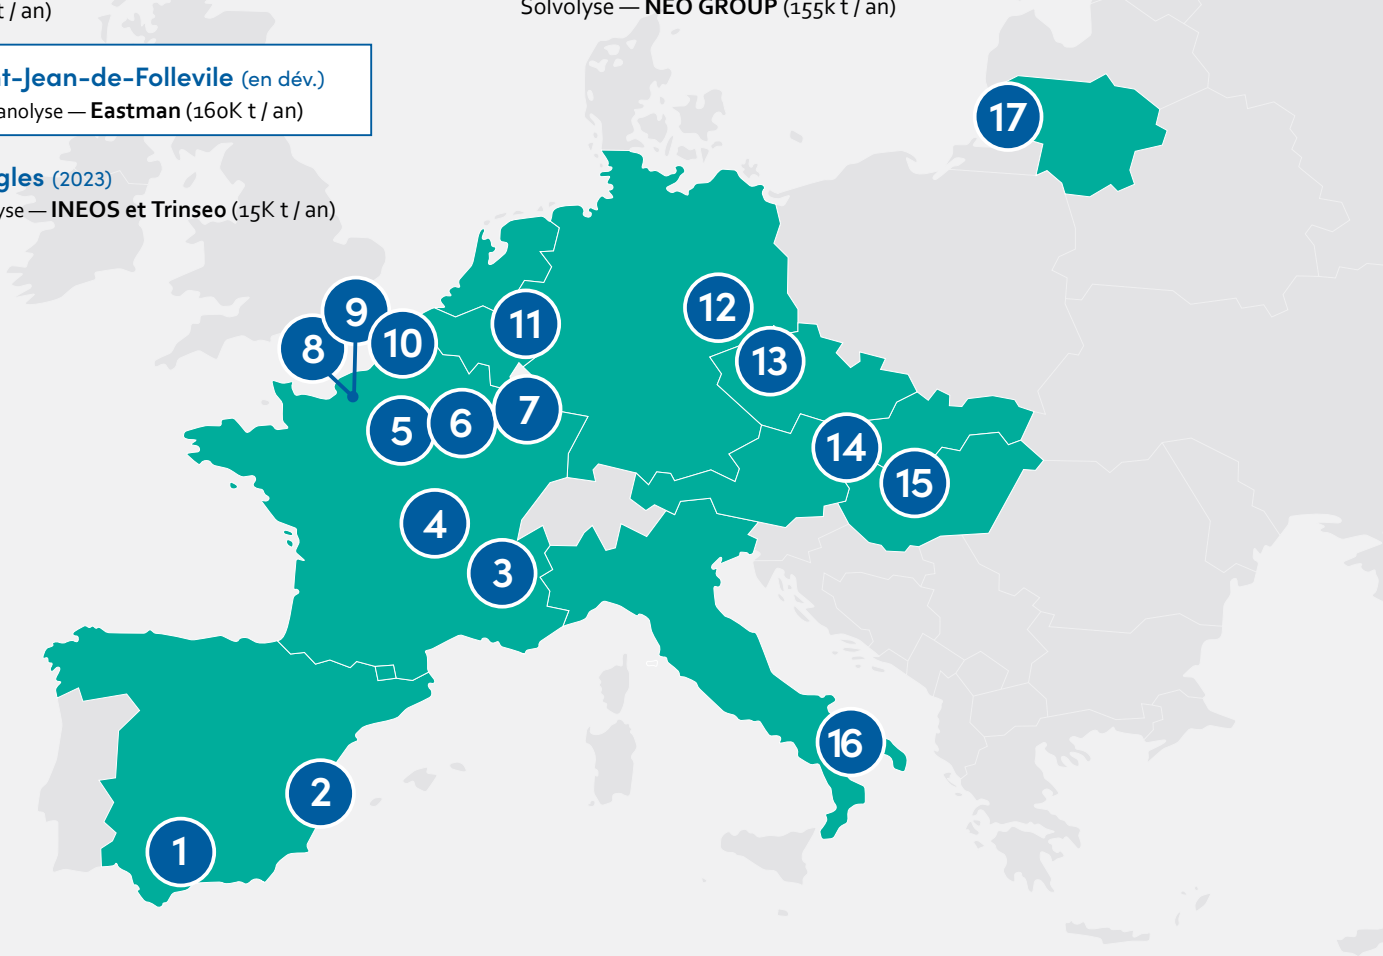 t / an)
Solvolyse — NEO GROUP (155k t / an)
t-Jean-de-Follevile (en dév.)
anolyse — Eastman (160K t / an)
gles (2023)
yse — INEOS et Trinseo (15K t / an)
17
9
8
10
11
12
13
5
6
7
14
15
4
3
16
2
1